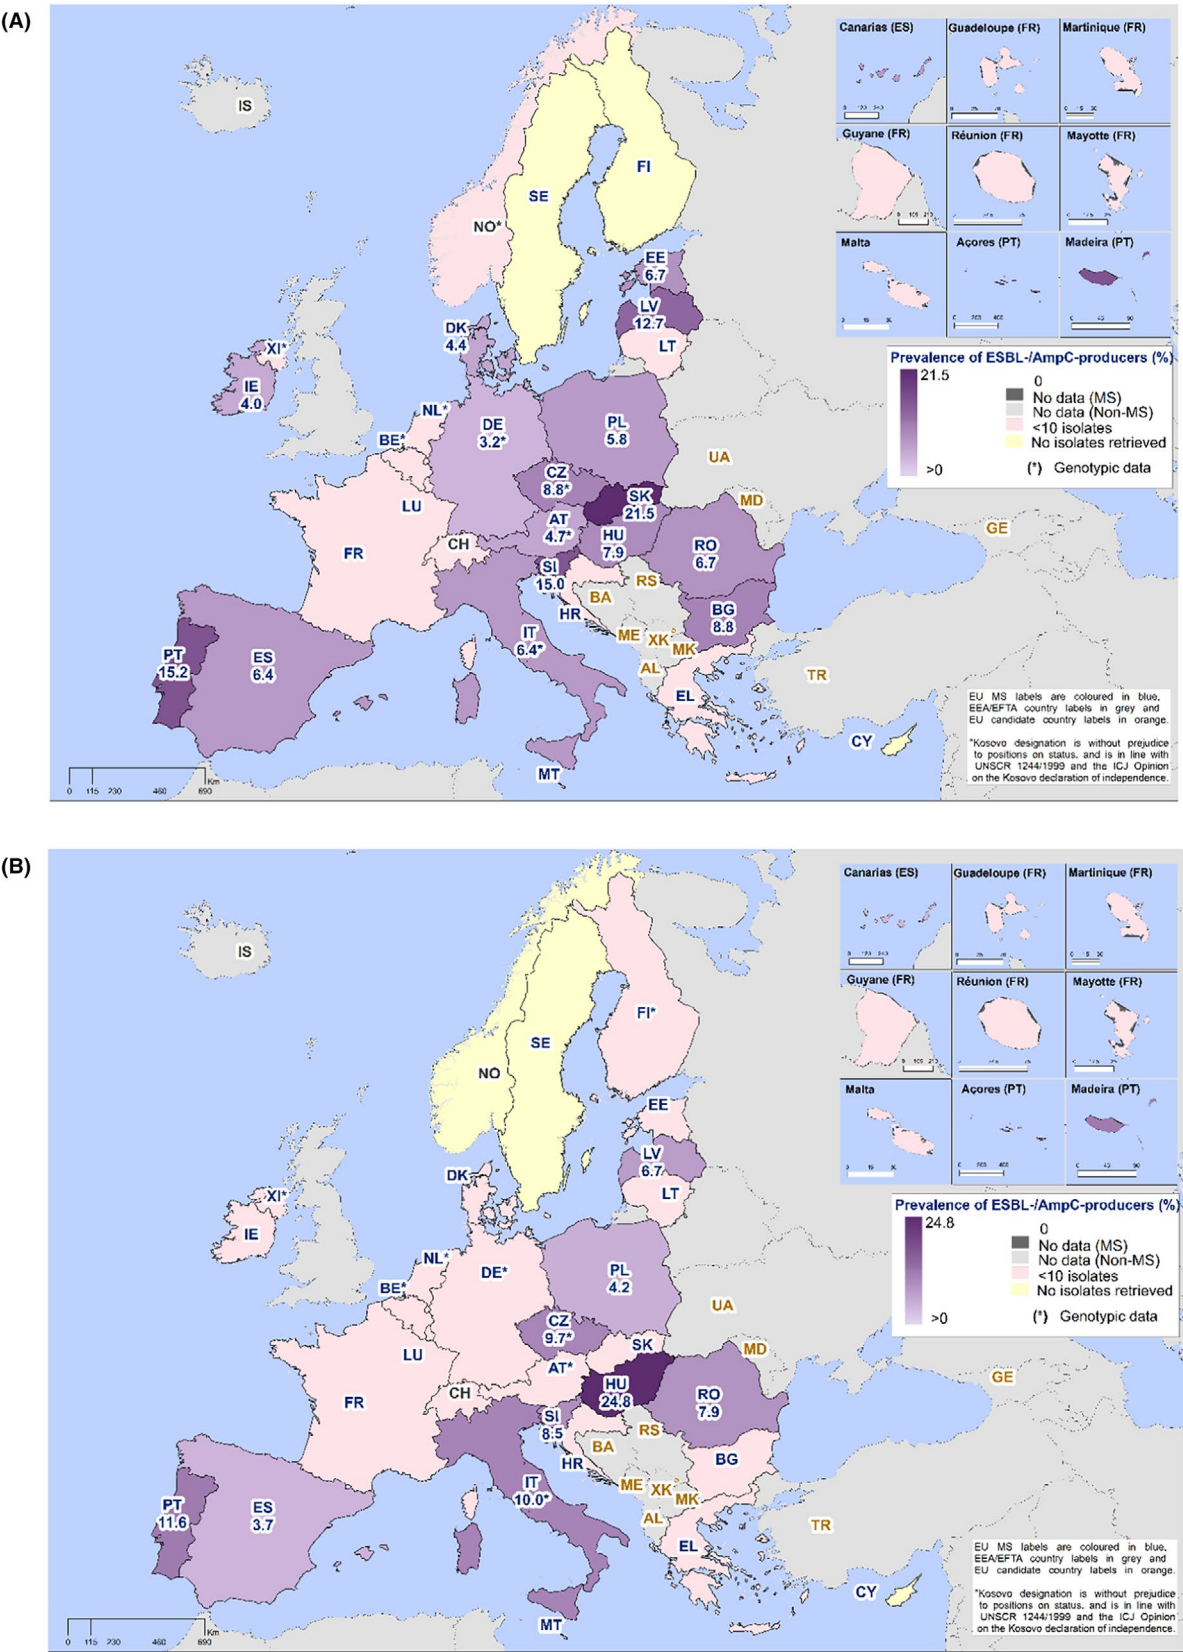 (A)
Canarias (ES)
Guadeloupe (FR)
Martinique (FR)
IS
Guyane (FR)
Réunion (FR)
Mayotte (FR)
FI
SE
NO*
Malta
Açores (PT)
Madeira (PT)
EE
6.7
LV
12.7
DK
4.4
LT
XI*
IE
4.0
NL*
BE*
DE
3.2*
PL
5.8
Prevalence of ESBL-/AmpC-producers (%)
21.5
>0
0
No data (MS)
No data (Non-MS)
<10 isolates
No isolates retrieved
(*) Genotypic data
UA
CZ
8.8*
LU
SK
21.5
MD
AT
4.7*
GE
FR
CH
HU
7.9
RO
6.7
SI
15.0
RS
BA
HR
BG
8.8
IT
6.4*
ME
XK*
MK
AL
PT
15.2
ES
6.4
TR
EL
CY
MT
EU MS labels are coloured in blue,
EEA/EFTA country labels in grey and
EU candidate country labels in orange.
*Kosovo designation is without prejudice
to positions on status, and is in line with
UNSCR 1244/1999 and the ICJ Opinion
on the Kosovo declaration of independence.
0 115 230 460 690
Km
(B)
Canarias (ES)
Guadeloupe (FR)
Martinique (FR)
IS
Guyane (FR)
Réunion (FR)
Mayotte (FR)
FI*
SE
NO
Malta
Açores (PT)
Madeira (PT)
EE
LV
6.7
DK
LT
XI*
IE
NL*
BE*
DE*
PL
4.2
Prevalence of ESBL-/AmpC-producers (%)
24.8
>0
0
No data (MS)
No data (Non-MS)
<10 isolates
No isolates retrieved
(*) Genotypic data
UA
CZ
9.7*
LU
SK
MD
AT*
GE
FR
CH
HU
24.8
RO
7.9
SI
8.5
RS
BA
HR
BG
IT
10.0*
ME
XK*
MK
AL
PT
11.6
ES
3.7
TR
EL
CY
MT
EU MS labels are coloured in blue,
EEA/EFTA country labels in grey and
EU candidate country labels in orange.
*Kosovo designation is without prejudice
to positions on status, and is in line with
UNSCR 1244/1999 and the ICJ Opinion
on the Kosovo declaration of independence.
0 115 230 460 690
Km